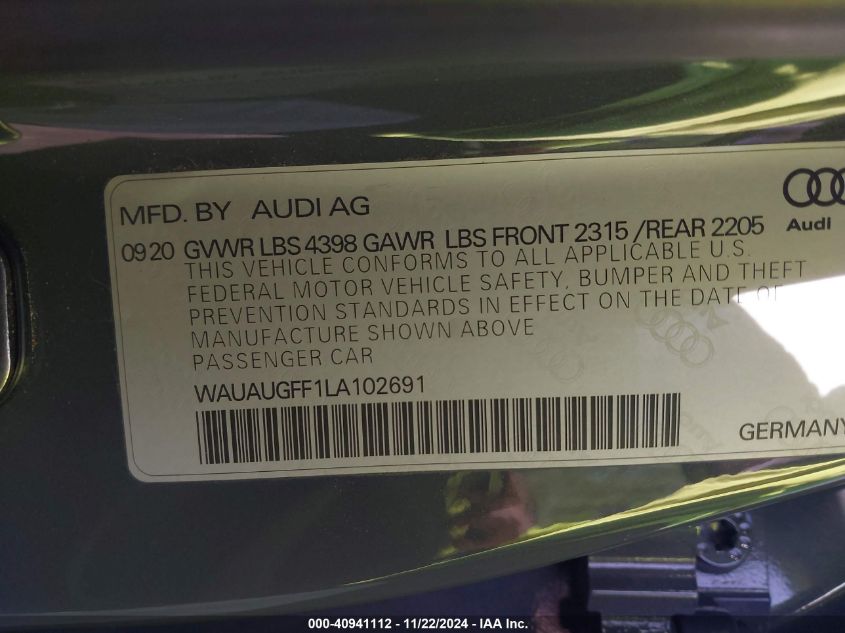 MFD. BY AUDI AG
Audi
0920 GVWR LBS 4398 GAWR LBS FRONT 2315 /REAR 2205
THIS VEHICLE CONFORMS TO ALL APPLICABLE U.S.
FEDERAL MOTOR VEHICLE SAFETY, BUMPER AND THEFT
PREVENTION STANDARDS IN EFFECT ON THE DATE OF
MANUFACTURE SHOWN ABOVE
PASSENGER CAR
WAUAUGFF1LA102691
GERMANY
000-40941112 - 11/22/2024 - IAA Inc.